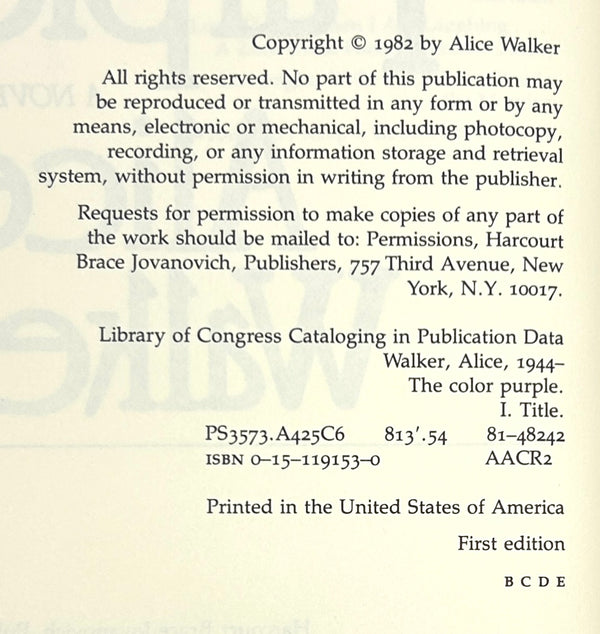 Copyright © 1982 by Alice Walker
All rights reserved. No part of this publication may
be reproduced or transmitted in any form or by any
means, electronic or mechanical, including photocopy,
recording, or any information storage and retrieval
system, without permission in writing from the publisher.
Requests for permission to make copies of any part of
the work should be mailed to: Permissions, Harcourt
Brace Jovanovich, Publishers, 757 Third Avenue, New
York, N.Y. 10017.
Library of Congress Cataloging in Publication Data
Walker, Alice, 1944–
The color purple.
I. Title.
PS3573.A425C6 813'.54 81–48242
ISBN 0–15–119153–0 AACR2
Printed in the United States of America
First edition
B C D E